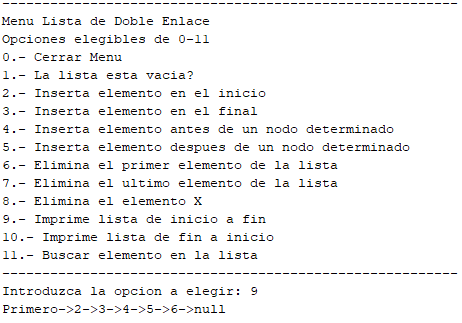 ---------------------------------------------------------
Menu Lista de Doble Enlace
Opciones elegibles de 0-11
0.- Cerrar Menu
1.- La lista esta vacia?
2.- Inserta elemento en el inicio
3.- Inserta elemento en el final
4.- Inserta elemento antes de un nodo determinado
5.- Inserta elemento despues de un nodo determinado
6.- Elimina el primer elemento de la lista
7.- Elimina el ultimo elemento de la lista
8.- Elimina el elemento X
9.- Imprime lista de inicio a fin
10.- Imprime lista de fin a inicio
11.- Buscar elemento en la lista
---------------------------------------------------------
Introduzca la opcion a elegir: 9
Primero->2->3->4->5->6->null